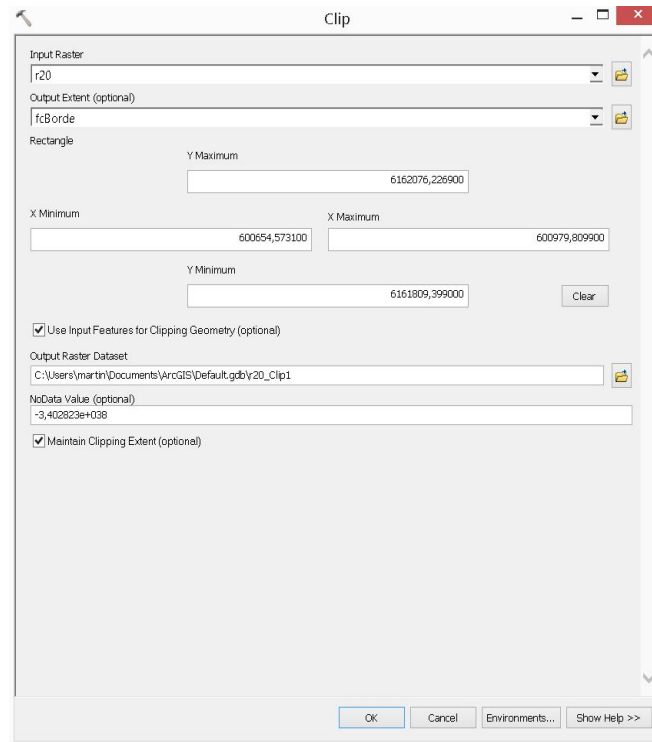 Clip
Input Raster
r20
Output Extent (optional)
fcBorde
Rectangle
Y Maximum
6162076,226900
X Minimum
X Maximum
600654,573100
600979,809900
Y Minimum
6161809,399000
Clear
Use Input Features for Clipping Geometry (optional)
Output Raster Dataset
C:\Users\martin\Documents\ArcGIS\Default.gdb\r20_Clip1
NoData Value (optional)
-3,402823e+038
Maintain Clipping Extent (optional)
OK Cancel Environments... Show Help >>